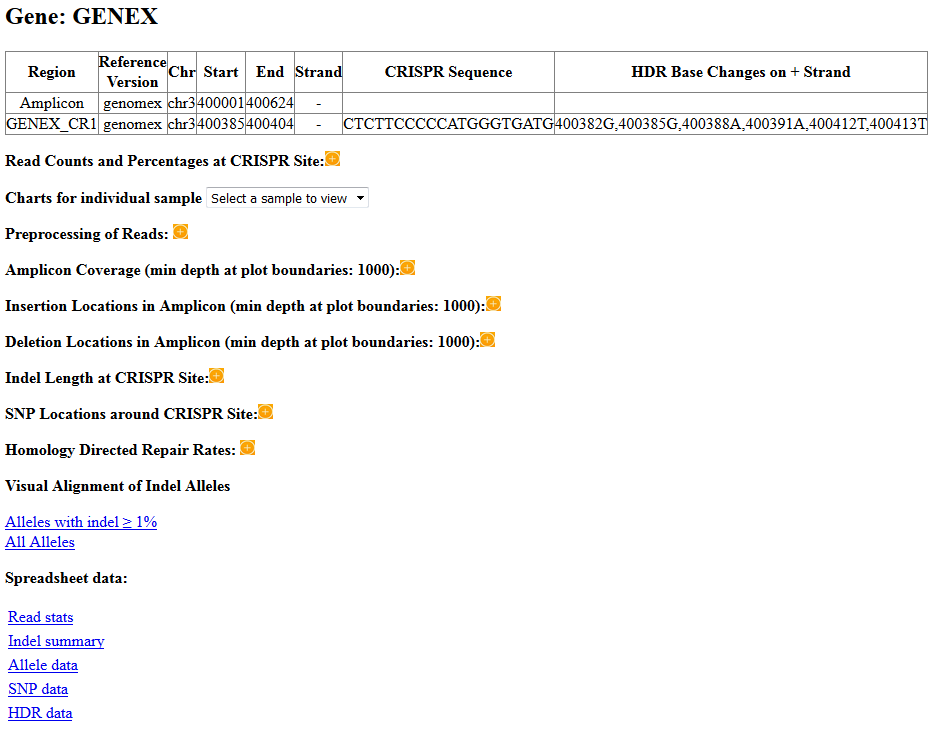 Gene: GENEX
Region Reference Version Chr Start End Strand CRISPR Sequence HDR Base Changes on + Strand
Amplicon genomex chr3 400001 400624 -
GENEX_CR1 genomex chr3 400385 400404 - CTCTTCCCCCATGGGTGATG 400382G,400385G,400388A,400391A,400412T,400413T
Read Counts and Percentages at CRISPR Site:
Charts for individual sample Select a sample to view
Preprocessing of Reads:
Amplicon Coverage (min depth at plot boundaries: 1000):
Insertion Locations in Amplicon (min depth at plot boundaries: 1000):
Deletion Locations in Amplicon (min depth at plot boundaries: 1000):
Indel Length at CRISPR Site:
SNP Locations around CRISPR Site:
Homology Directed Repair Rates:
Visual Alignment of Indel Alleles
Alleles with indel ≥ 1%
All Alleles
Spreadsheet data:
Read stats
Indel summary
Allele data
SNP data
HDR data